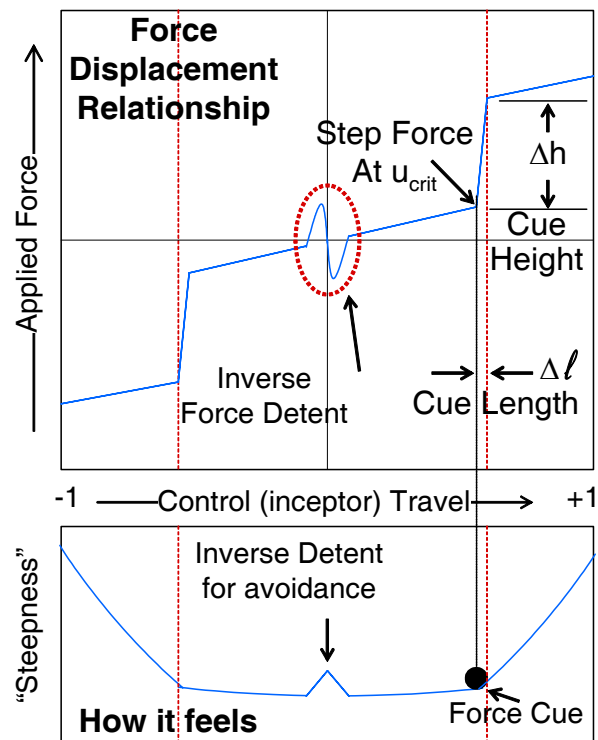 Force
Displacement
Relationship
Step Force
At u_crit
Δh
Cue
Height
Applied Force
Inverse
Force Detent
Δℓ
Cue Length
-1
Control (inceptor) Travel
+1
Inverse Detent
for avoidance
“Steepness”
How it feels
Force Cue